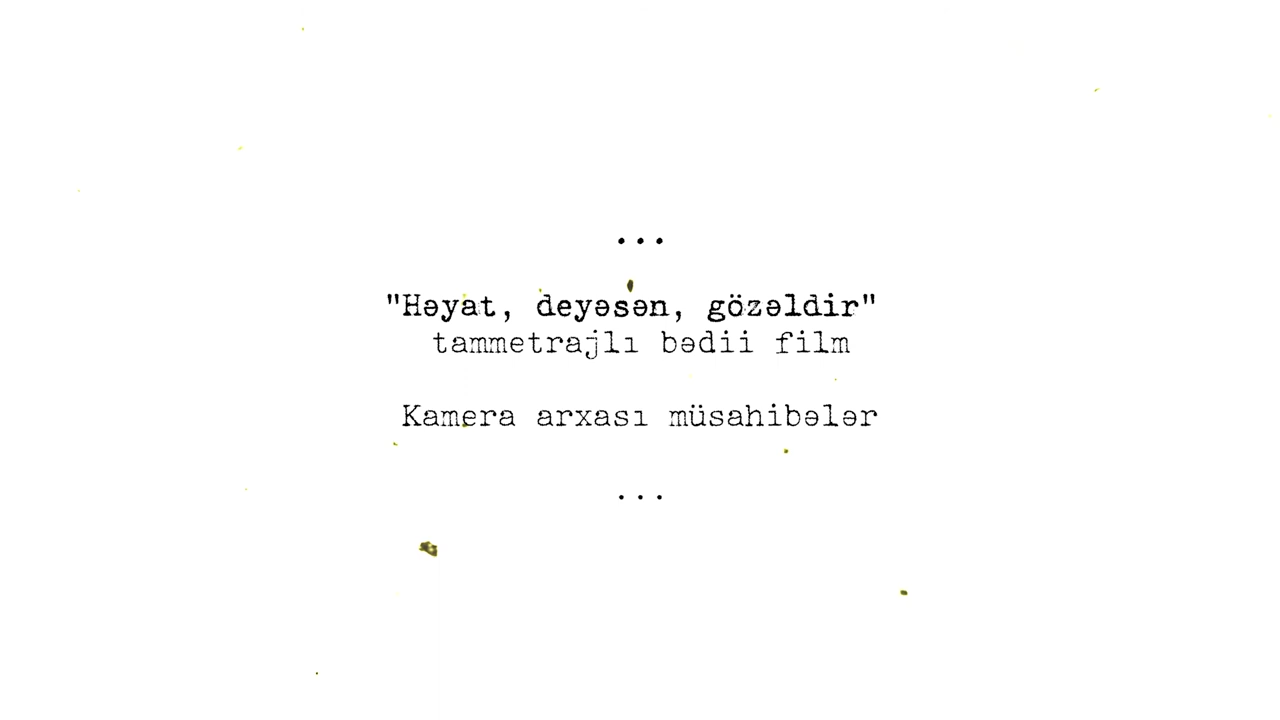 ...
"Həyat, deyəsən, gözəldir"
tammetrajlı bədii film
Kamera arxası müsahibələr
...